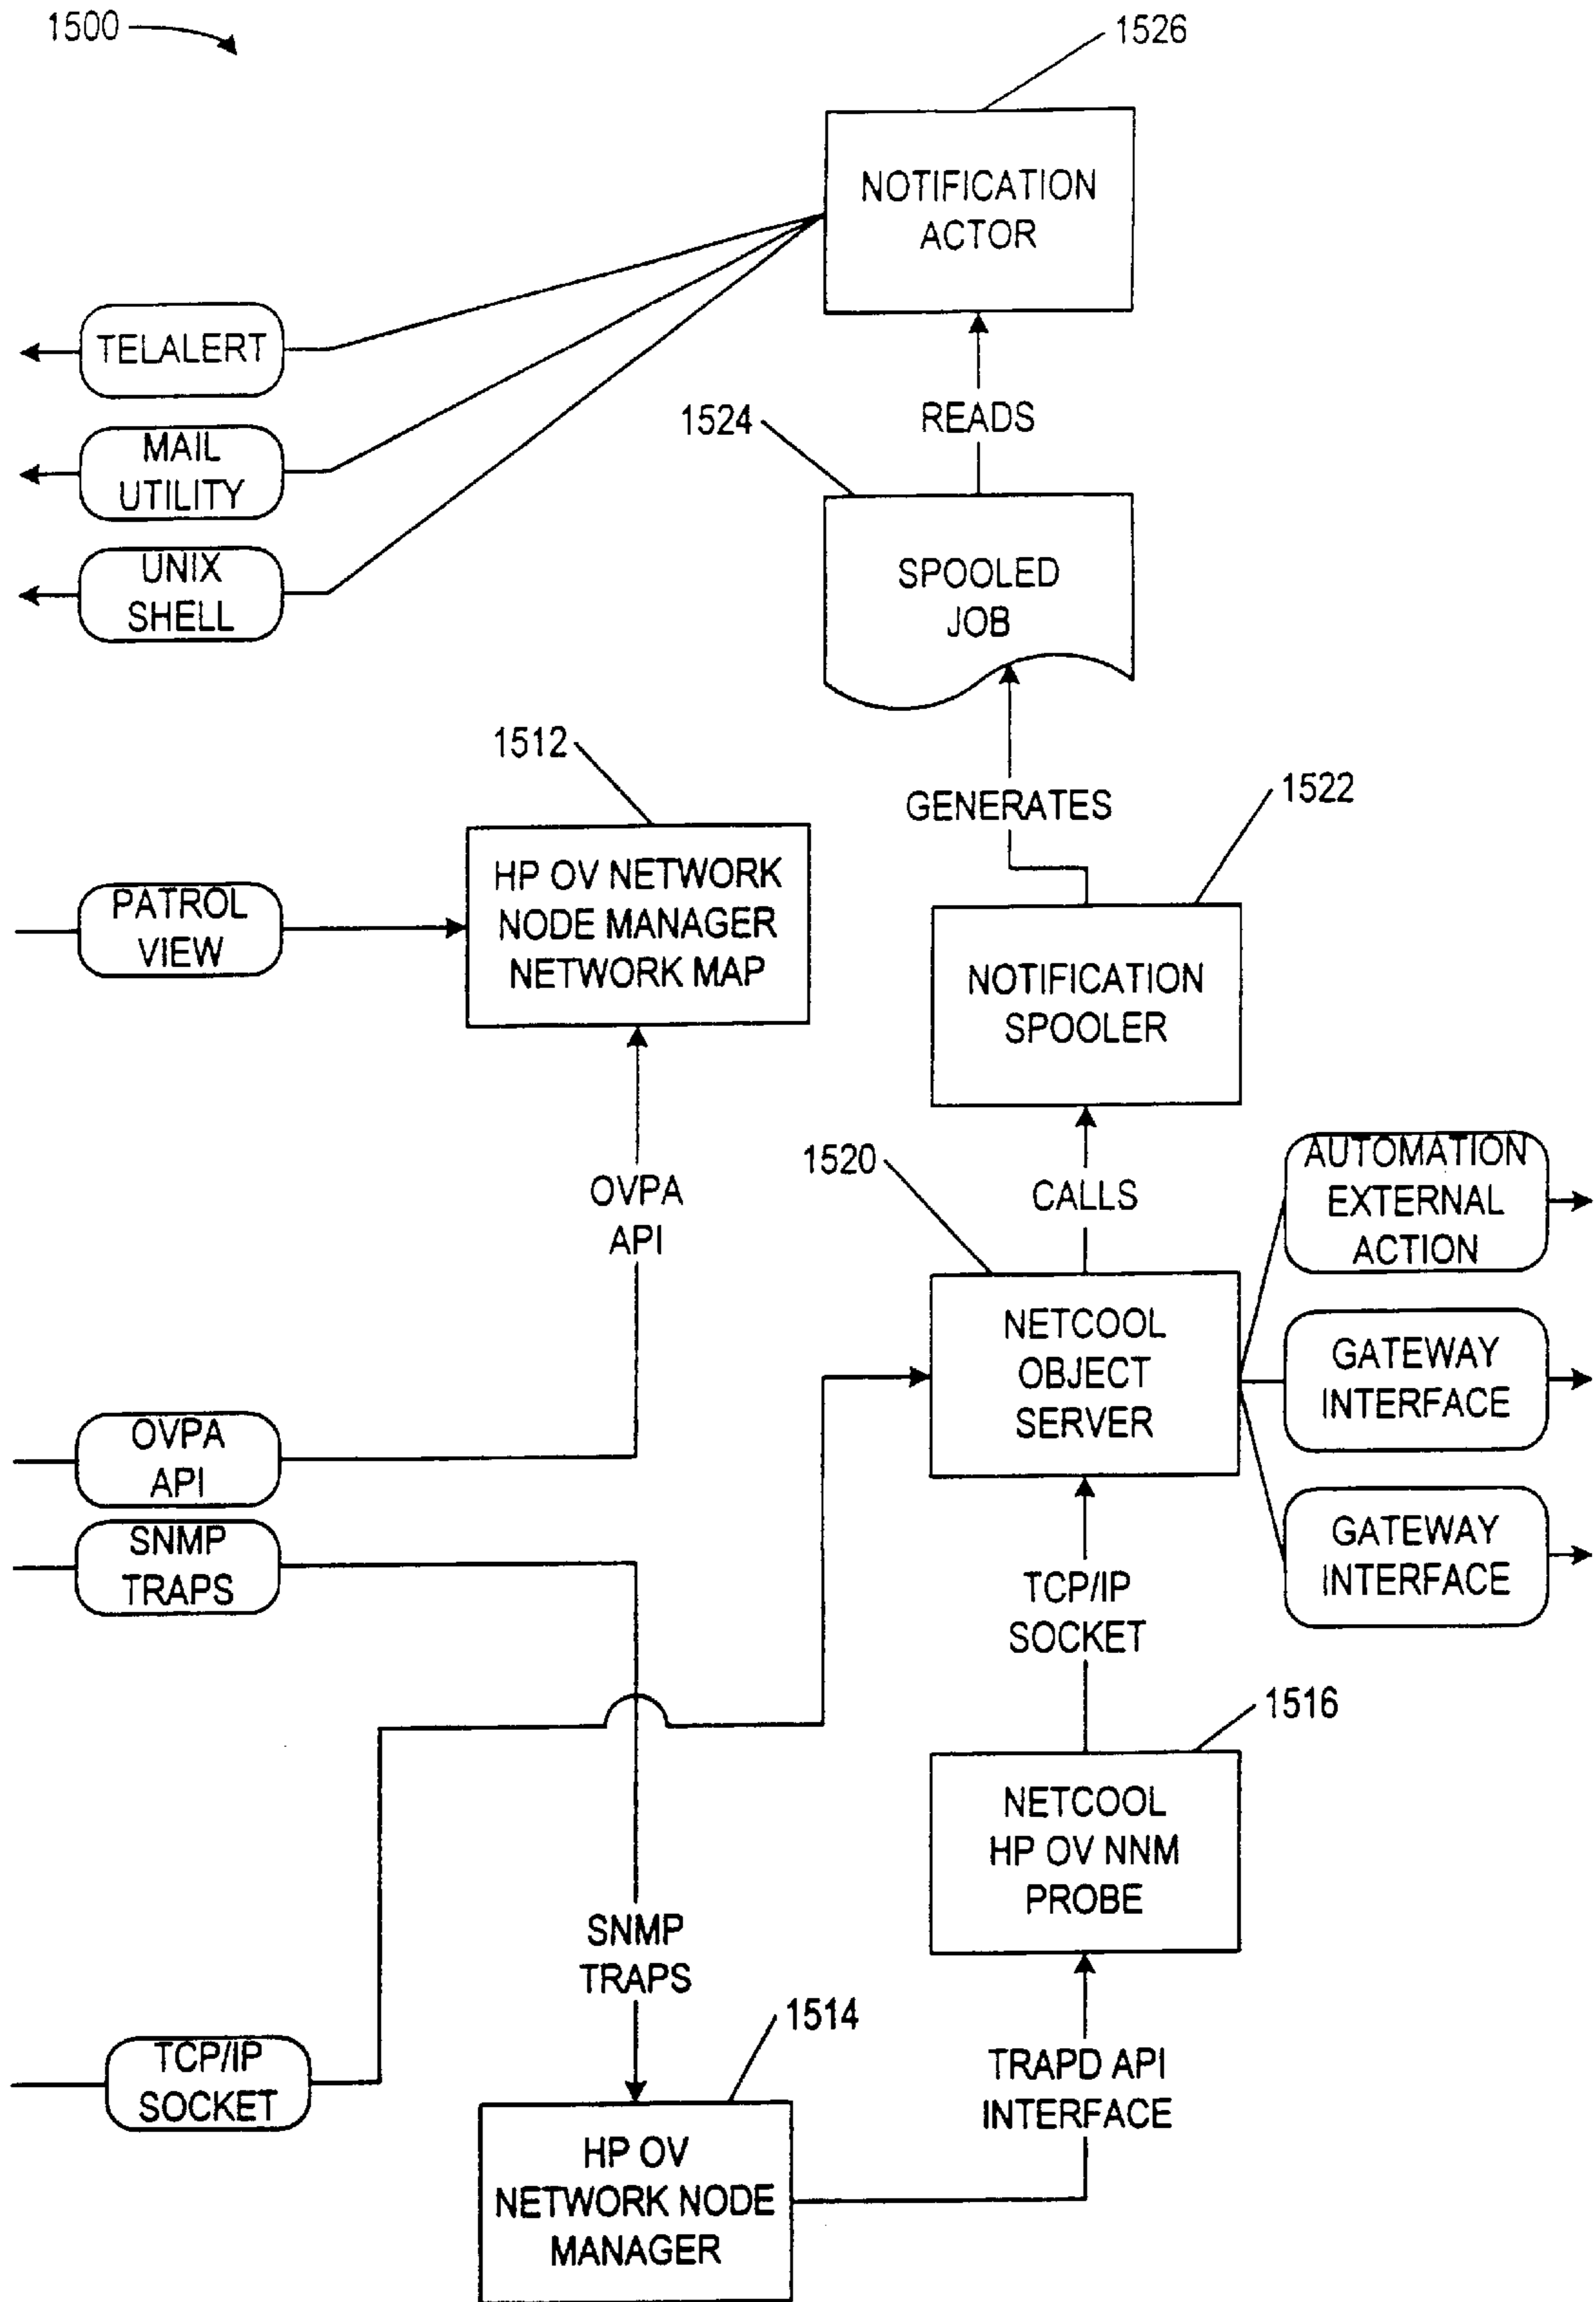 1500
1526
NOTIFICATION
ACTOR
TELALERT
MAIL
UTILITY
UNIX
SHELL
READS
1524
SPOOLED
JOB
1512
GENERATES
1522
HP OV NETWORK
NODE MANAGER
NETWORK MAP
PATROL
VIEW
NOTIFICATION
SPOOLER
OVPA
API
1520
CALLS
AUTOMATION
EXTERNAL
ACTION
NETCOOL
OBJECT
SERVER
GATEWAY
INTERFACE
GATEWAY
INTERFACE
OVPA
API
SNMP
TRAPS
TCP/IP
SOCKET
1516
NETCOOL
HP OV NNM
PROBE
SNMP
TRAPS
1514
TCP/IP
SOCKET
TRAPD API
INTERFACE
HP OV
NETWORK NODE
MANAGER